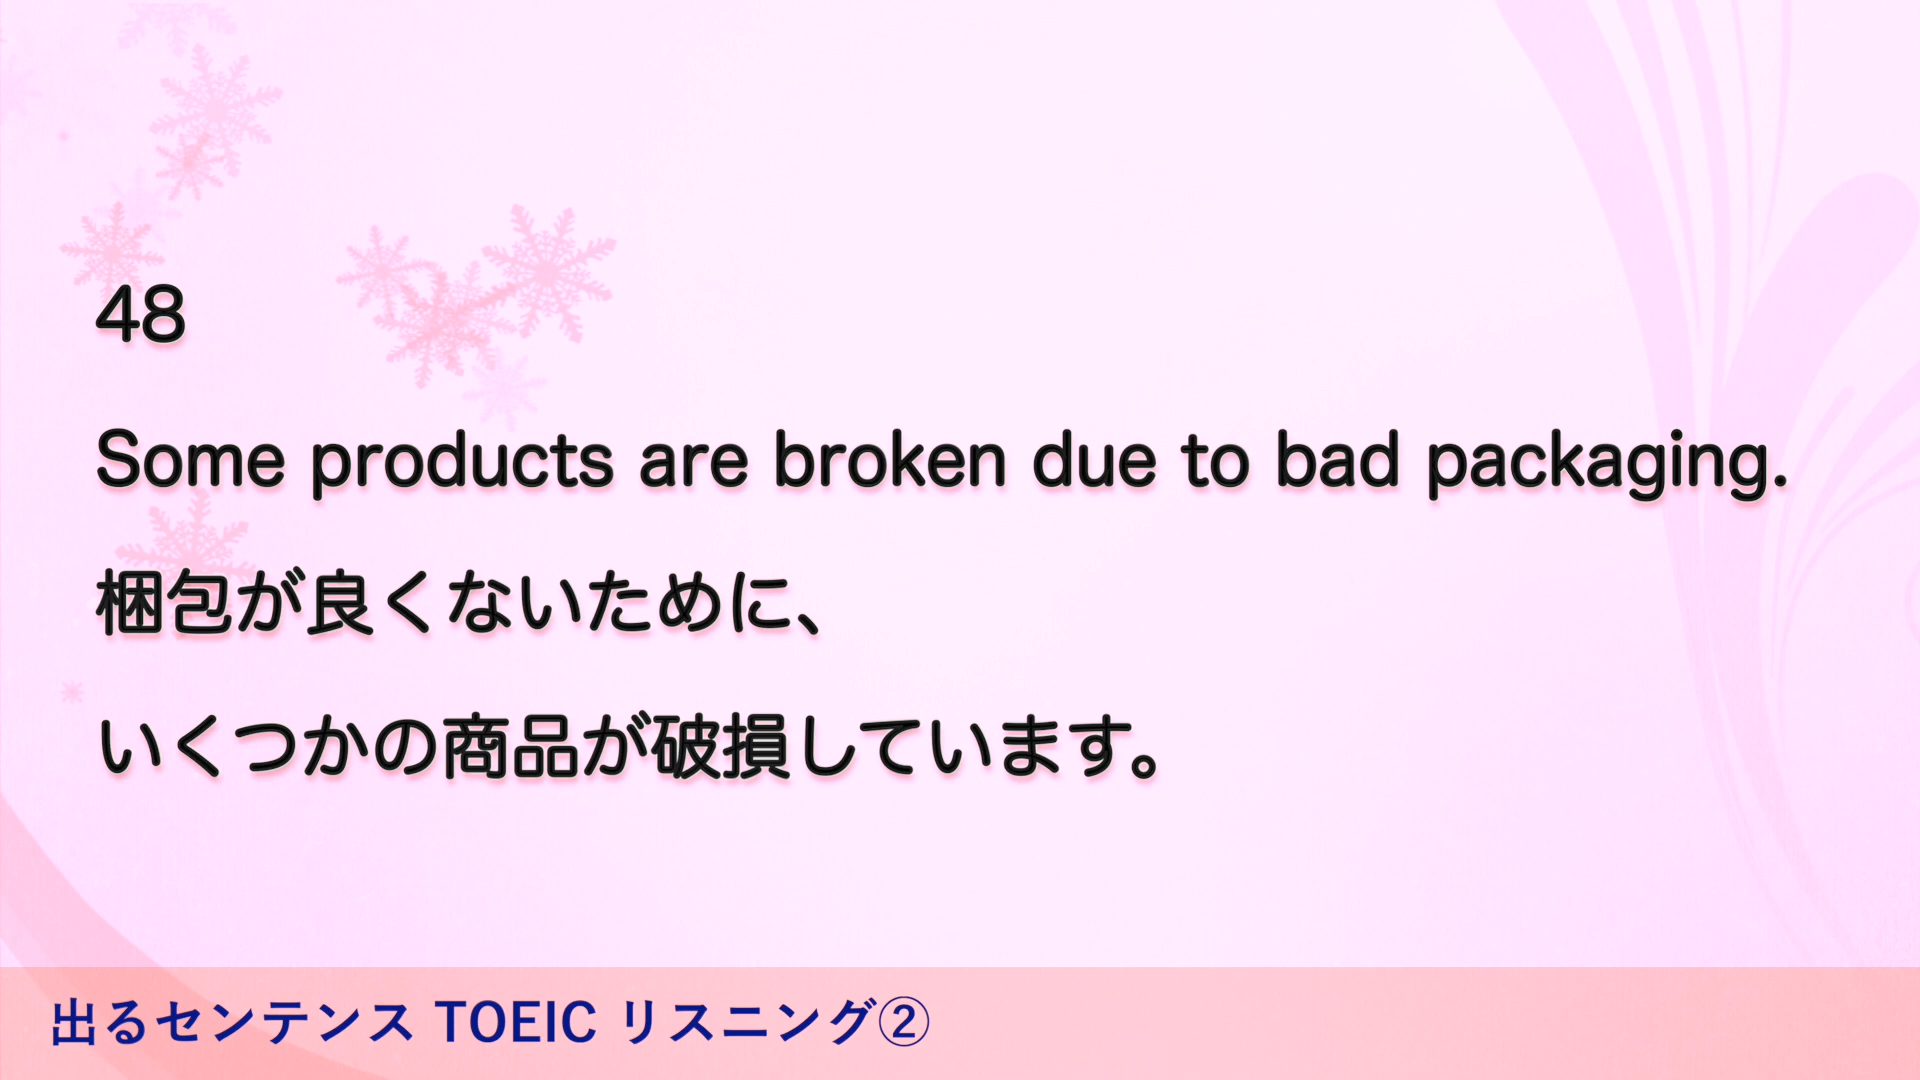 48
Some products are broken due to bad packaging.
梱包が良くないために、
いくつかの商品が破損しています。
出るセンテンス TOEIC リスニング②